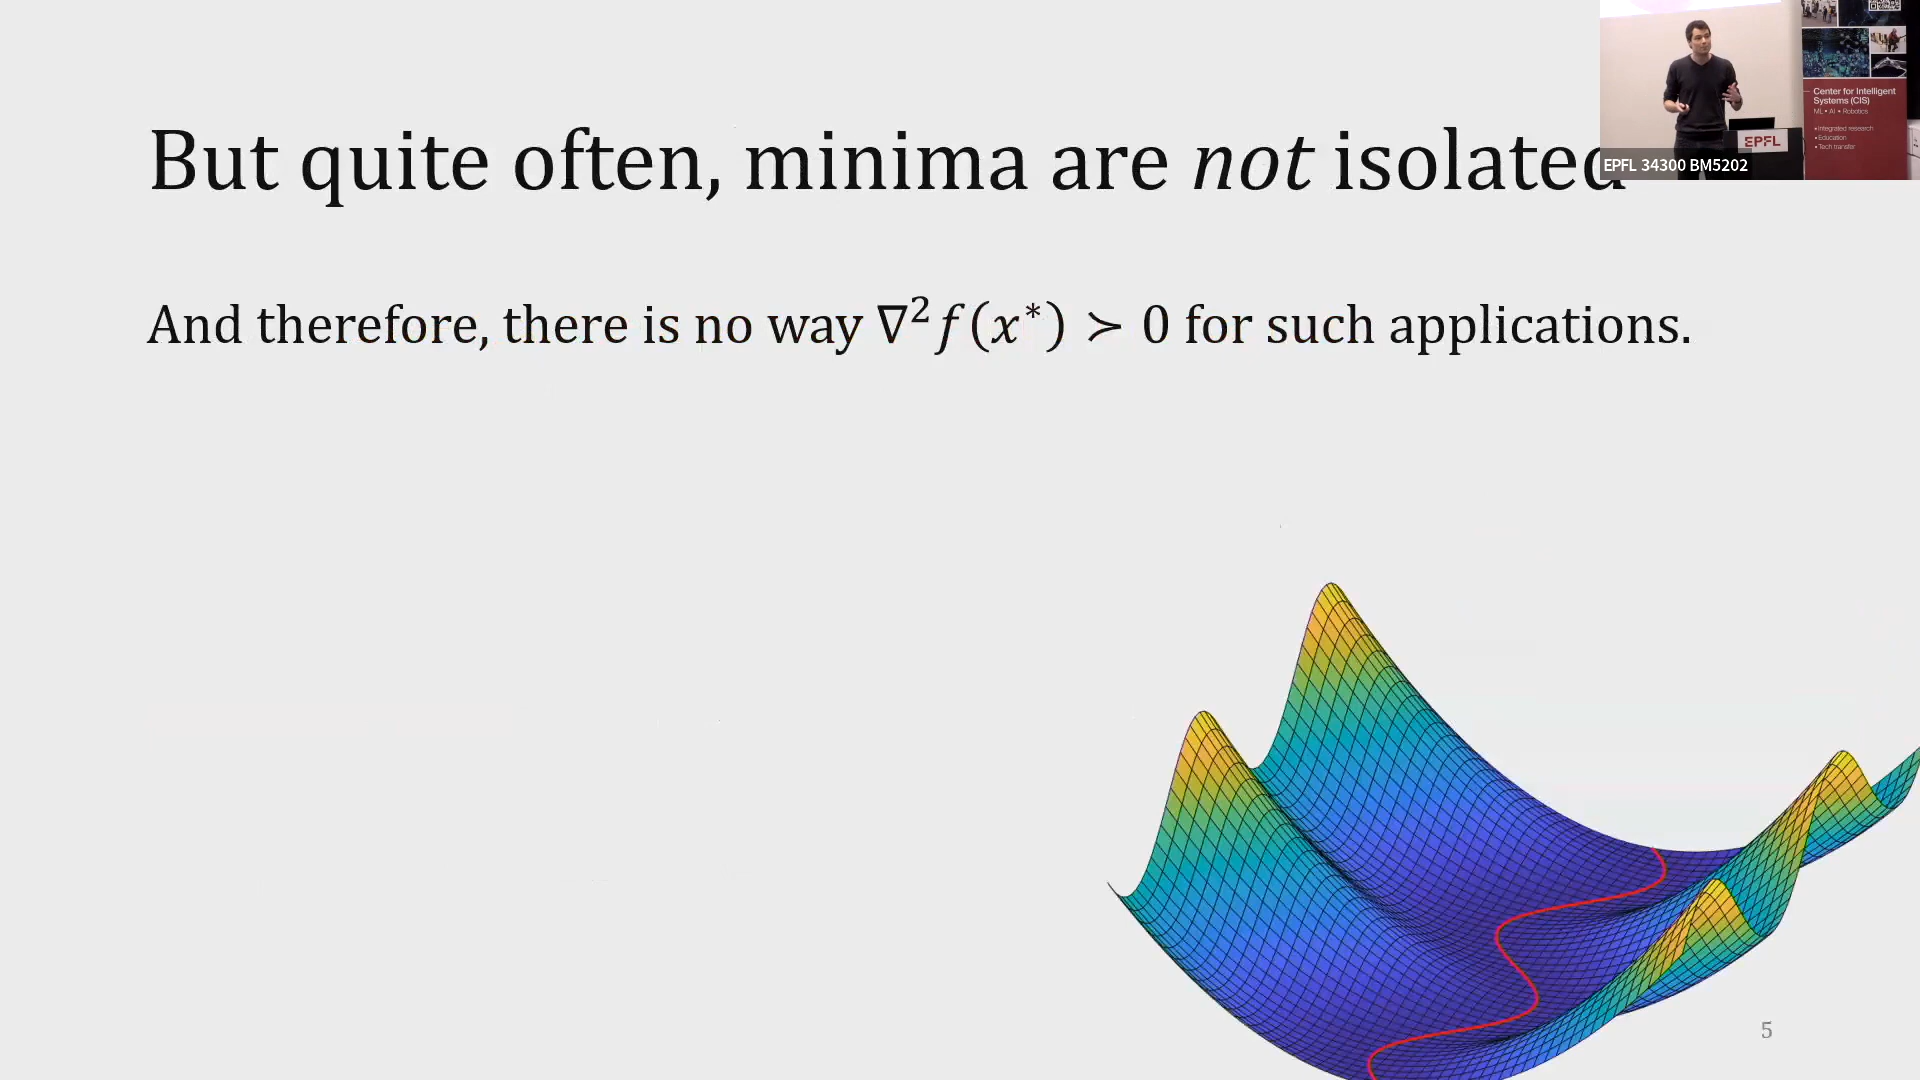 But quite often, minima are not isolated
And therefore, there is no way ∇²f(x*) ≻ 0 for such applications.
Center for Intelligent
Systems (CIS)
ML • AI • Robotics
•Integrated research
•Education
•Tech transfer
EPFL
EPFL 34300 BM5202
5